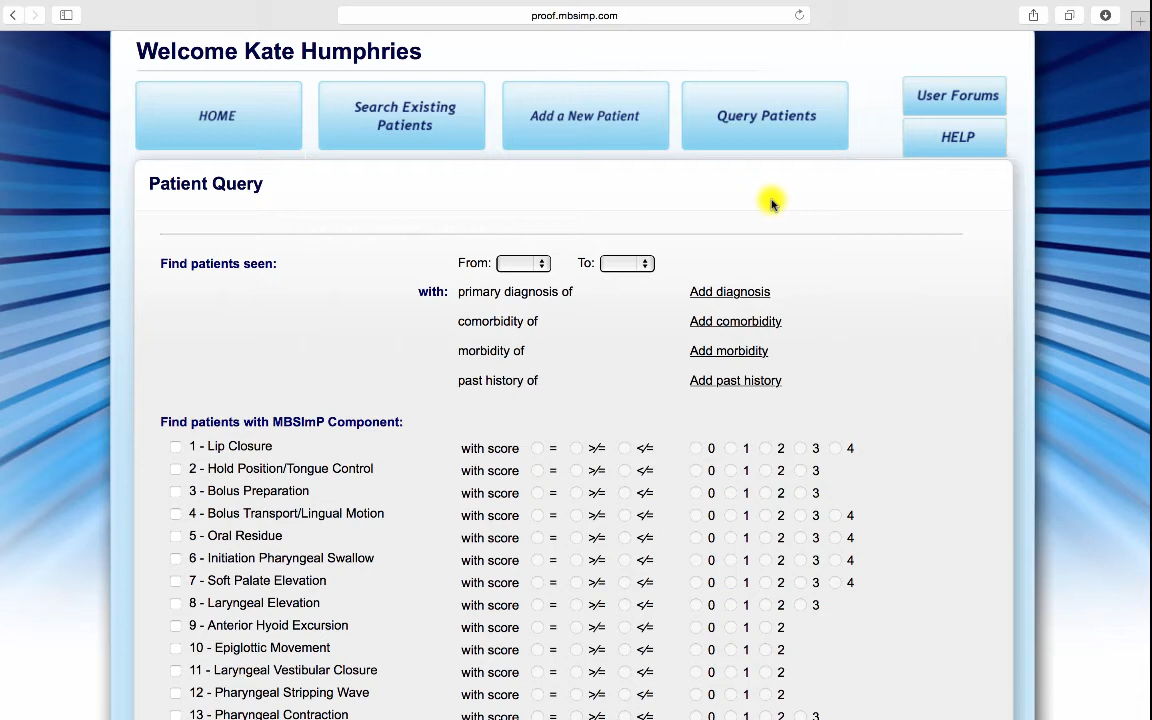 proof.mbsimp.com
Welcome Kate Humphries
HOME
Search Existing
Patients
Add a New Patient
Query Patients
User Forums
HELP
Patient Query
Find patients seen: From: To:
with: primary diagnosis of Add diagnosis
comorbidity of Add comorbidity
morbidity of Add morbidity
past history of Add past history
Find patients with MBSImP Component:
1 - Lip Closure with score = >/= </= 0 1 2 3 4
2 - Hold Position/Tongue Control with score = >/= </= 0 1 2 3
3 - Bolus Preparation with score = >/= </= 0 1 2 3
4 - Bolus Transport/Lingual Motion with score = >/= </= 0 1 2 3 4
5 - Oral Residue with score = >/= </= 0 1 2 3 4
6 - Initiation Pharyngeal Swallow with score = >/= </= 0 1 2 3 4
7 - Soft Palate Elevation with score = >/= </= 0 1 2 3 4
8 - Laryngeal Elevation with score = >/= </= 0 1 2 3
9 - Anterior Hyoid Excursion with score = >/= </= 0 1 2
10 - Epiglottic Movement with score = >/= </= 0 1 2
11 - Laryngeal Vestibular Closure with score = >/= </= 0 1 2
12 - Pharyngeal Stripping Wave with score = >/= </= 0 1 2
13 - Pharyngeal Contraction with score = >/= </= 0 1 2 3